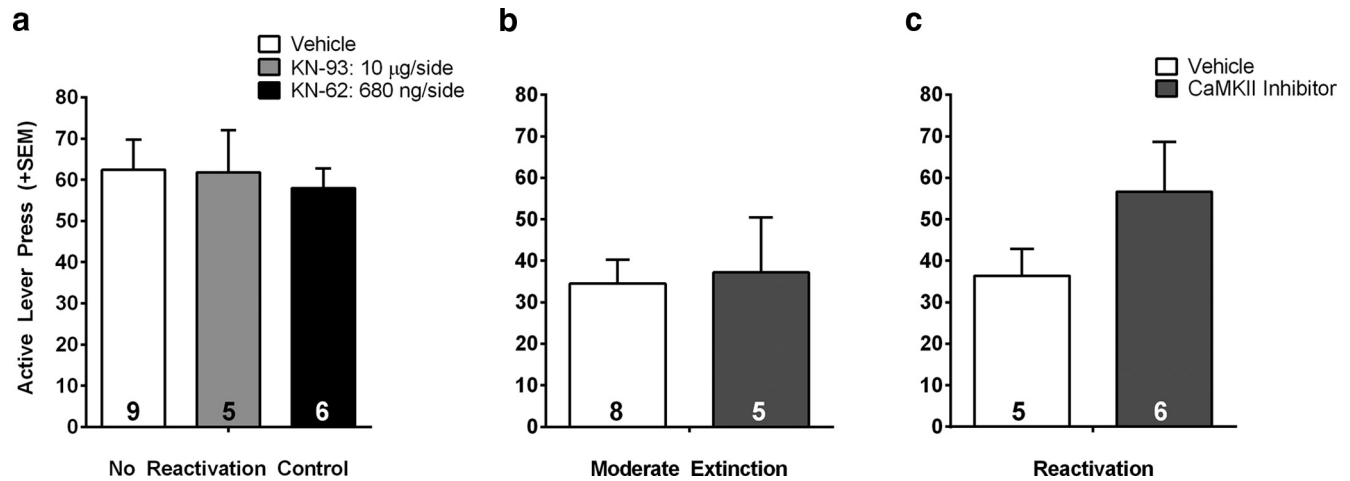 a
Vehicle
KN-93: 10 µg/side
KN-62: 680 ng/side
Active Lever Press (+SEM)
80
70
60
50
40
30
20
10
0
9
5
6
No Reactivation Control
b
80
70
60
50
40
30
20
10
0
8
5
Moderate Extinction
c
Vehicle
CaMKII Inhibitor
80
70
60
50
40
30
20
10
0
5
6
Reactivation